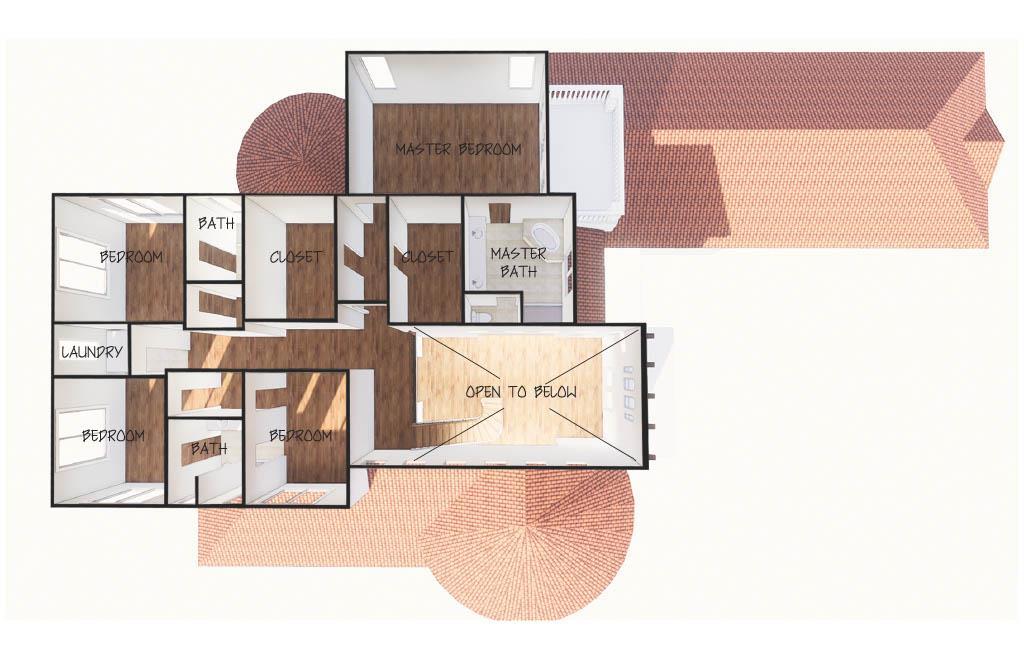 MASTER BEDROOM
BATH
BEDROOM
CLOSET
CLOSET
MASTER
BATH
LAUNDRY
OPEN TO BELOW
BEDROOM
BATH
BEDROOM